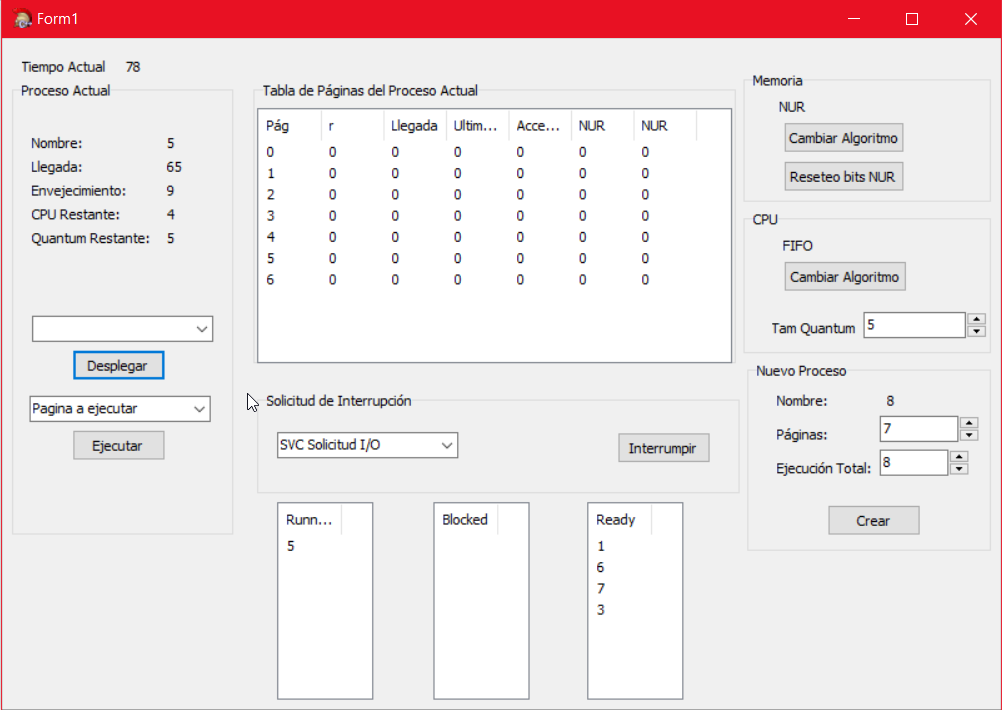 Form1
Tiempo Actual 78
Proceso Actual
Nombre: 5
Llegada: 65
Envejecimiento: 9
CPU Restante: 4
Quantum Restante: 5
Desplegar
Pagina a ejecutar
Ejecutar
Tabla de Páginas del Proceso Actual
Pág r Llegada Ultim... Acce... NUR NUR
0 0 0 0 0 0 0
1 0 0 0 0 0 0
2 0 0 0 0 0 0
3 0 0 0 0 0 0
4 0 0 0 0 0 0
5 0 0 0 0 0 0
6 0 0 0 0 0 0
Solicitud de Interrupción
SVC Solicitud I/O Interrumpir
Runn...
5
Blocked
Ready
1
6
7
3
Memoria
NUR
Cambiar Algoritmo
Reseteo bits NUR
CPU
FIFO
Cambiar Algoritmo
Tam Quantum 5
Nuevo Proceso
Nombre: 8
Páginas: 7
Ejecución Total: 8
Crear